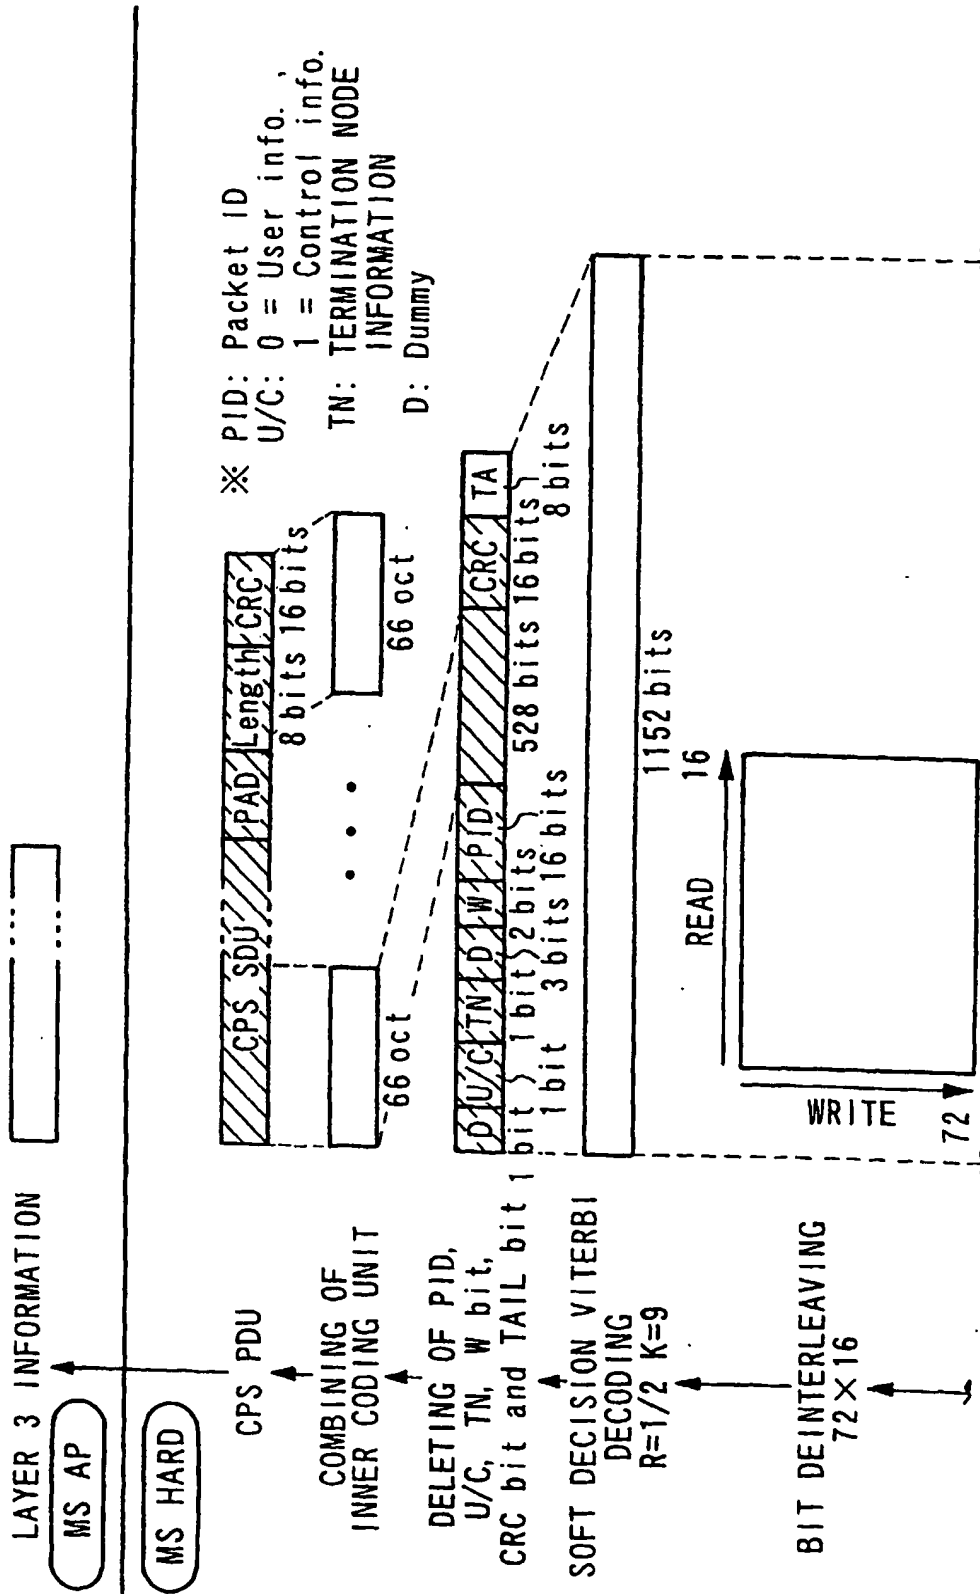 LAYER 3 INFORMATION
MS AP
MS HARD
CPS PDU
CPS SDU PAD Length CRC
8 bits 16 bits
※ PID: Packet ID
U/C: 0 = User info.,
1 = Control info.
TN: TERMINATION NODE
INFORMATION
D: Dummy
COMBINING OF
INNER CODING UNIT
66 oct
66 oct
DELETING OF PID,
U/C, TN, W bit,
CRC bit and TAIL bit
D U/C TN D W PID CRC TA
1 bit 1 bit 2 bits 528 bits 16 bits
1 bit 3 bits 16 bits 8 bits
SOFT DECISION VITERBI
DECODING
R=1/2 K=9
1152 bits
BIT DEINTERLEAVING
72×16
READ
16
WRITE
72